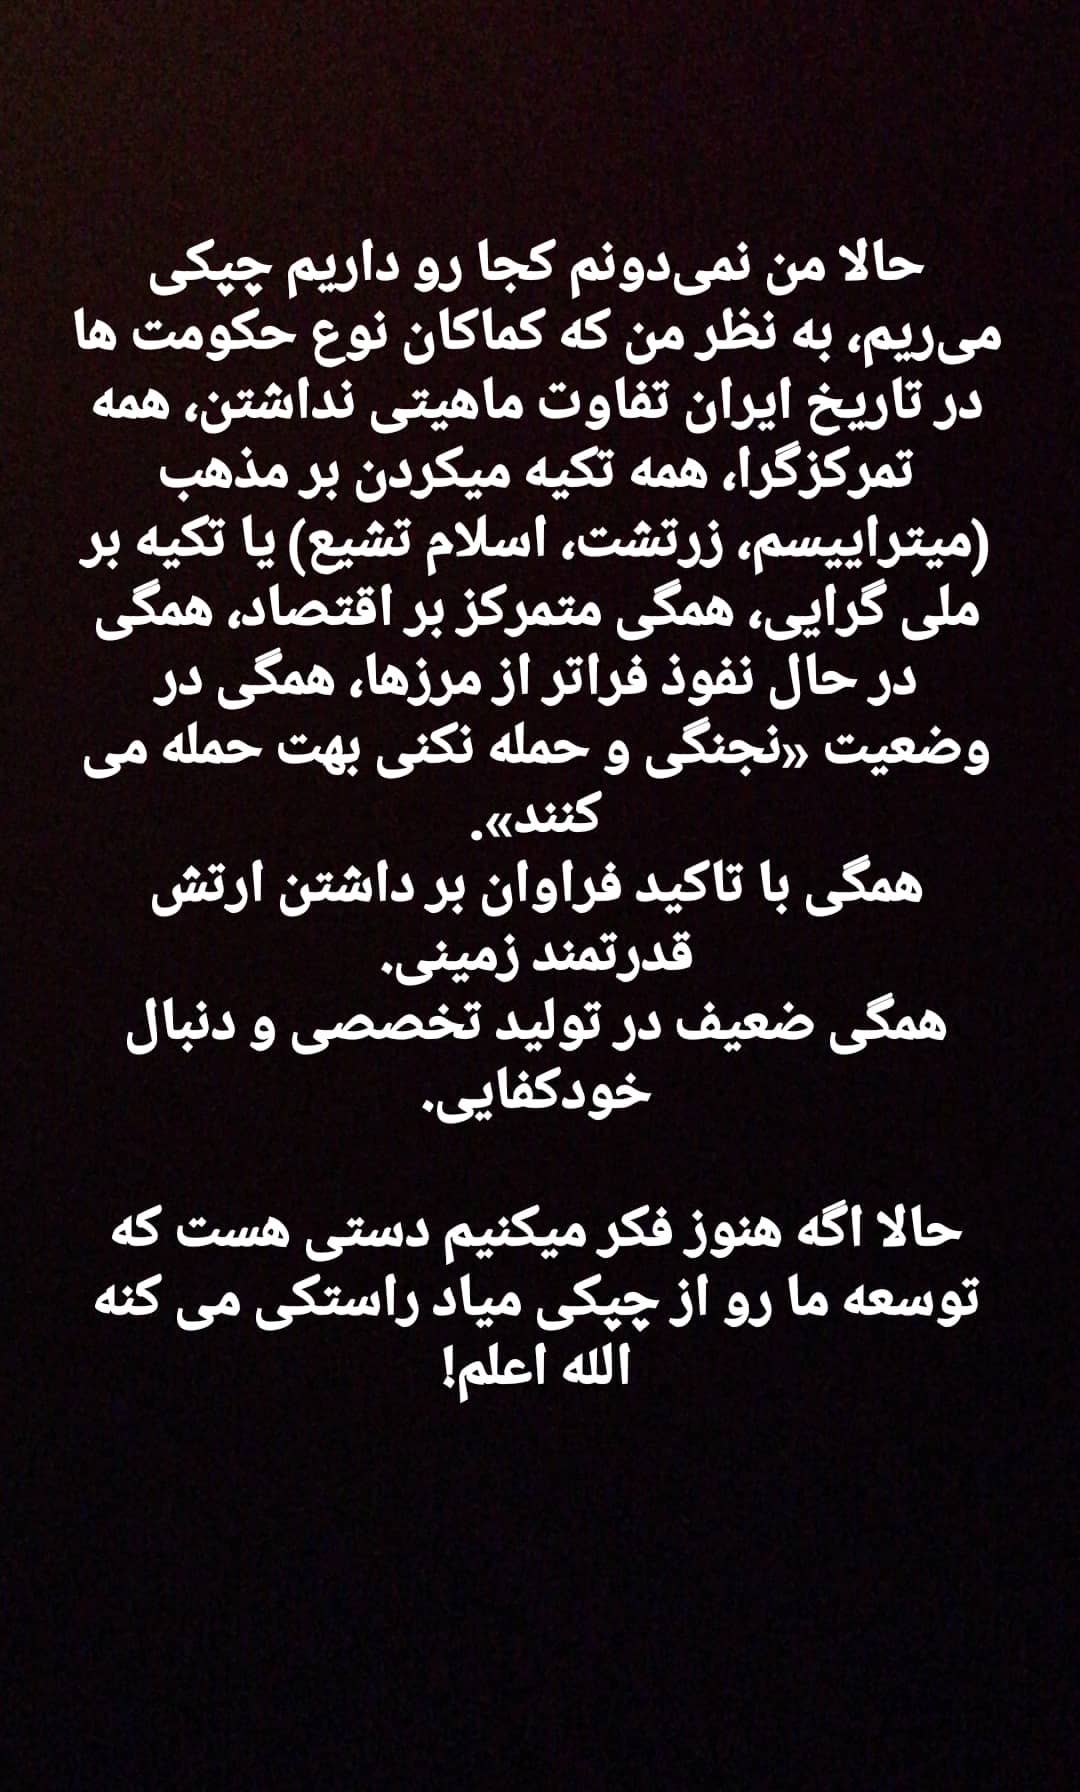 حالا من نمی‌دونم کجا رو داریم چپکی
می‌ریم، به نظر من که کماکان نوع حکومت ها
در تاریخ ایران تفاوت ماهیتی نداشتن، همه
تمرکزگرا، همه تکیه میکردن بر مذهب
(میتراییسم، زرتشت، اسلام تشیع) یا تکیه بر
ملی گرایی، همگی متمرکز بر اقتصاد، همگی
در حال نفوذ فراتر از مرزها، همگی در
وضعیت «نجنگی و حمله نکنی بهت حمله می
کنند».
همگی با تاکید فراوان بر داشتن ارتش
قدرتمند زمینی.
همگی ضعیف در تولید تخصصی و دنبال
خودکفایی.
حالا اگه هنوز فکر میکنیم دستی هست که
توسعه ما رو از چپکی میاد راستکی می کنه
الله اعلم!